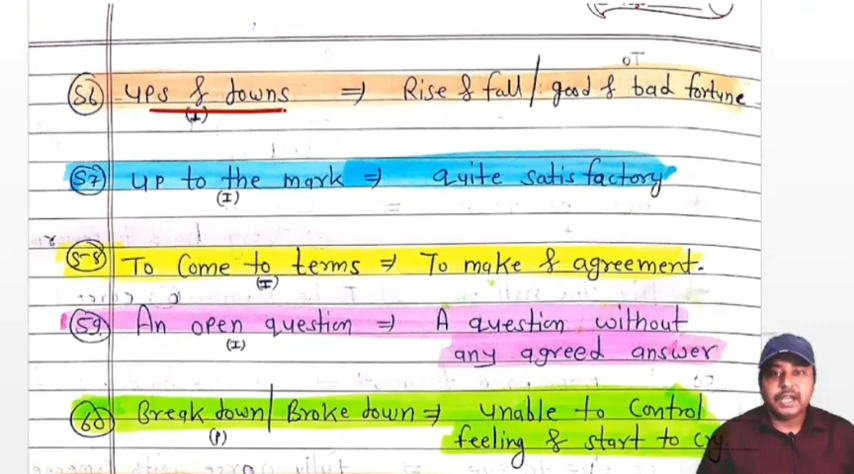 56 ups & downs ⇒ Rise & fall / good & bad fortune
(I)
57 up to the mark ⇒ quite satisfactory
(I)
58 To Come to terms ⇒ To make & agreement.
(I)
59. An open question ⇒ A question without
(I) any agreed answer
60 Break down / Broke down ⇒ unable to control
(P) feeling & start to cry.